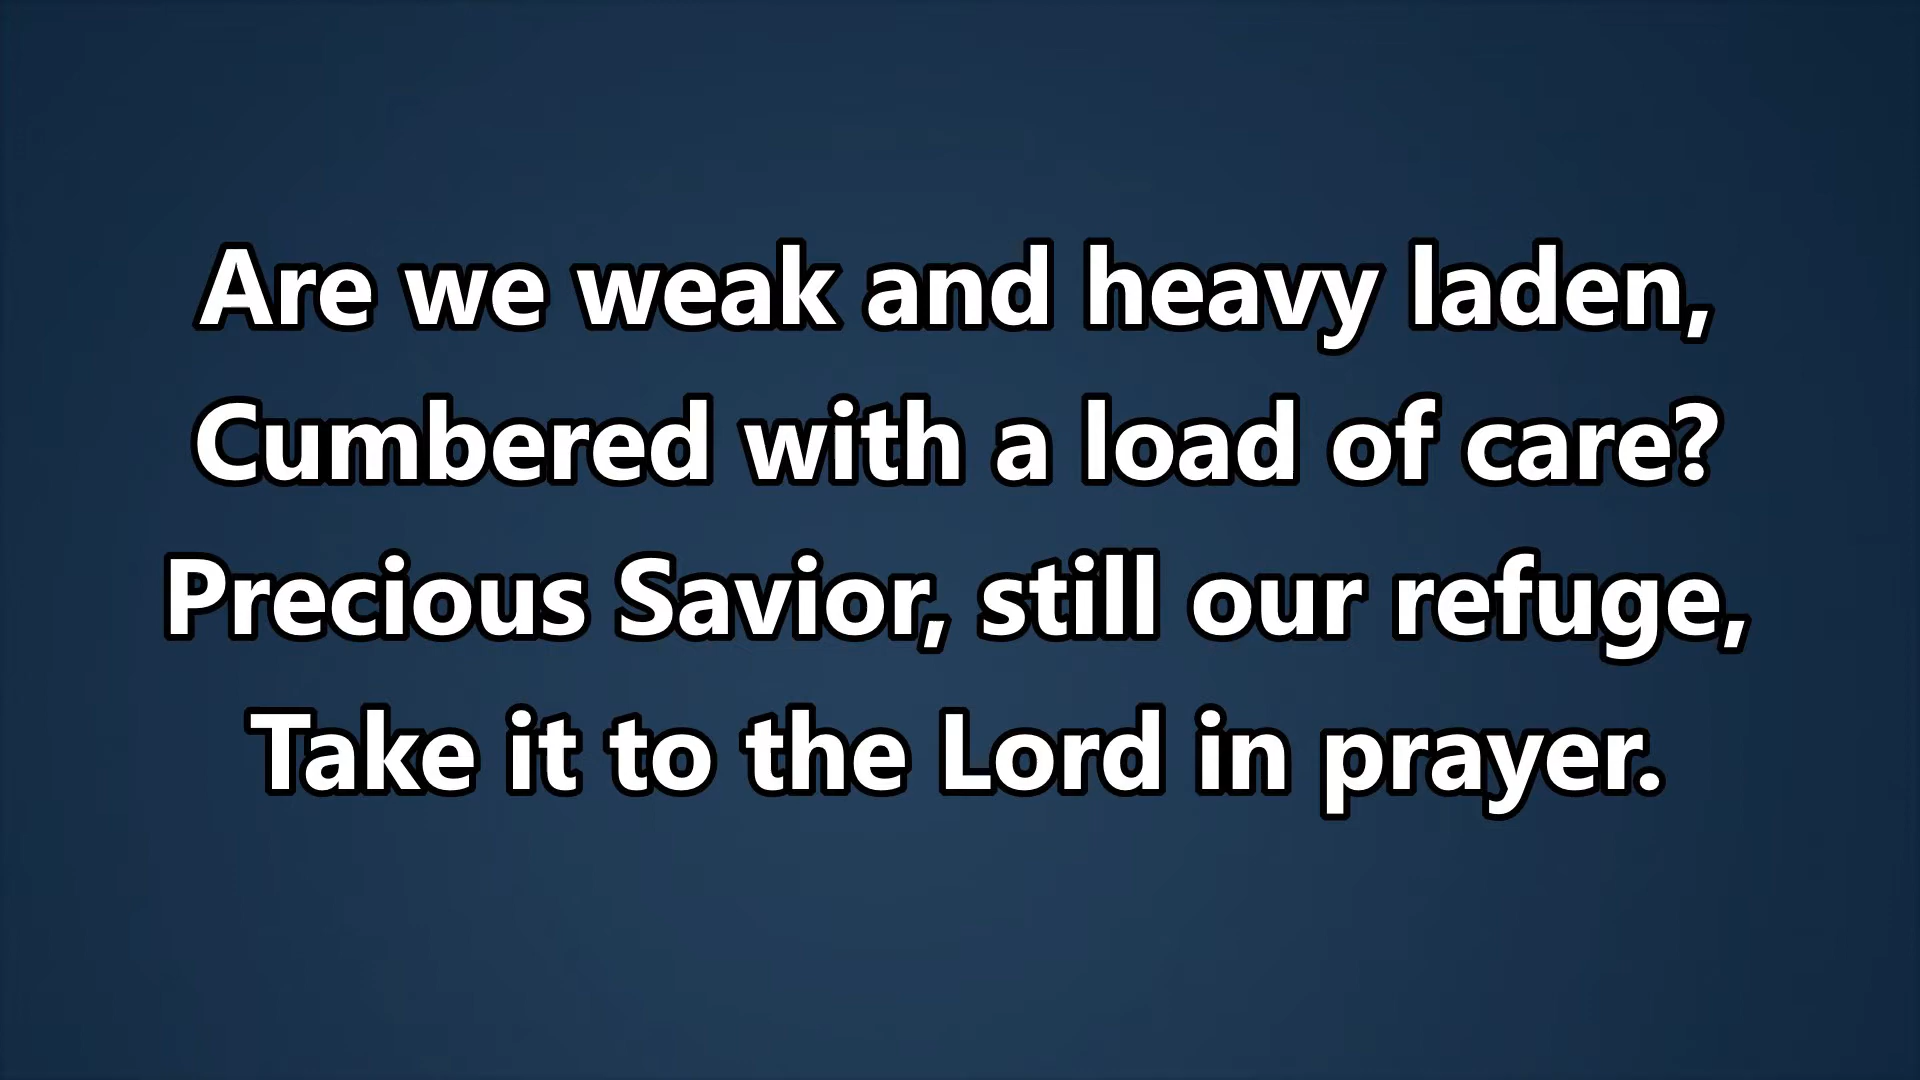 Are we weak and heavy laden,
Cumbered with a load of care?
Precious Savior, still our refuge,
Take it to the Lord in prayer.